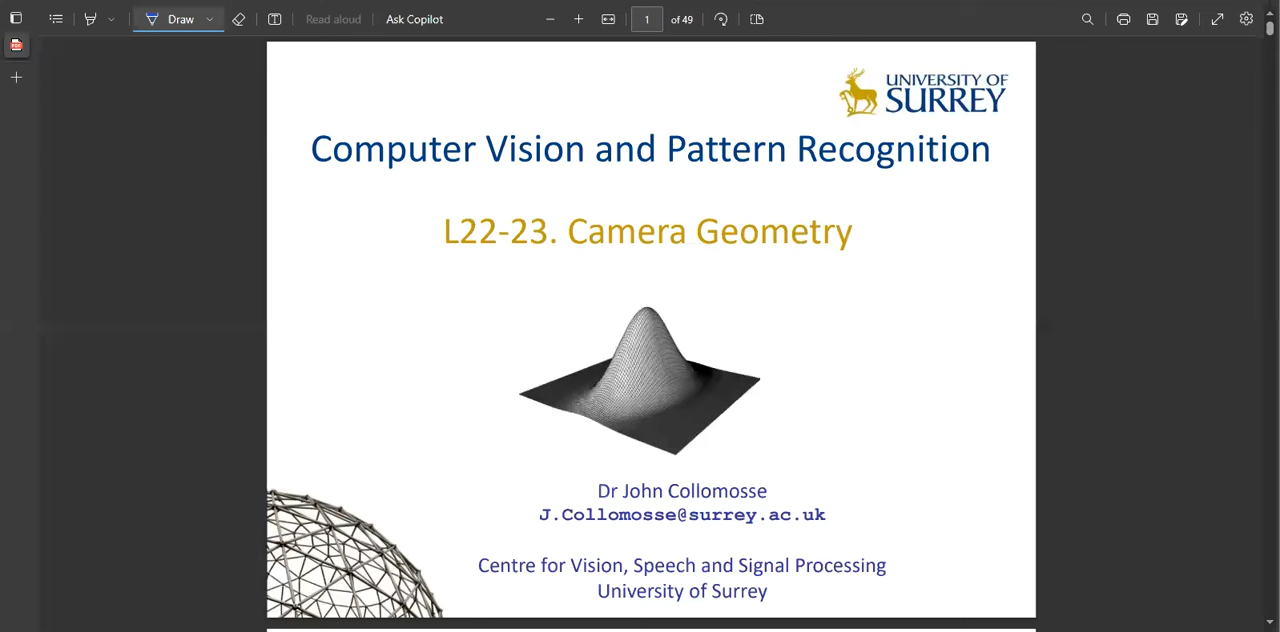 Draw
Read aloud
Ask Copilot
1 of 49
PDF
UNIVERSITY OF
SURREY
Computer Vision and Pattern Recognition
L22-23. Camera Geometry
Dr John Collomosse
J.Collomosse@surrey.ac.uk
Centre for Vision, Speech and Signal Processing
University of Surrey